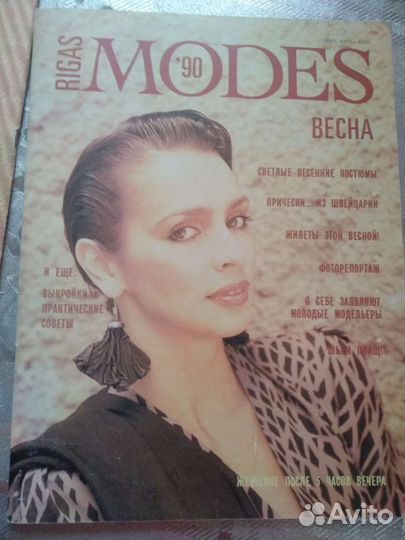 RIGAS
MODES
'90
ВЕСНА
СВЕТЛЫЕ ВЕСЕННИЕ КОСТЮМЫ
ПРИЧЕСКИ... ИЗ ШВЕЙЦАРИИ
ЖИЛЕТЫ ЭТОЙ ВЕСНОЙ!
ФОТОРЕПОРТАЖ
О СЕБЕ ЗАЯВЛЯЮТ
МОЛОДЫЕ МОДЕЛЬЕРЫ
ШЬЕМ ПЛАЩ!
И ЕЩЕ
ВЫКРОЙКИ И
ПРАКТИЧЕСКИЕ
СОВЕТЫ
ЖЕНЩИНЕ ПОСЛЕ 5 ЧАСОВ ВЕЧЕРА
Avito